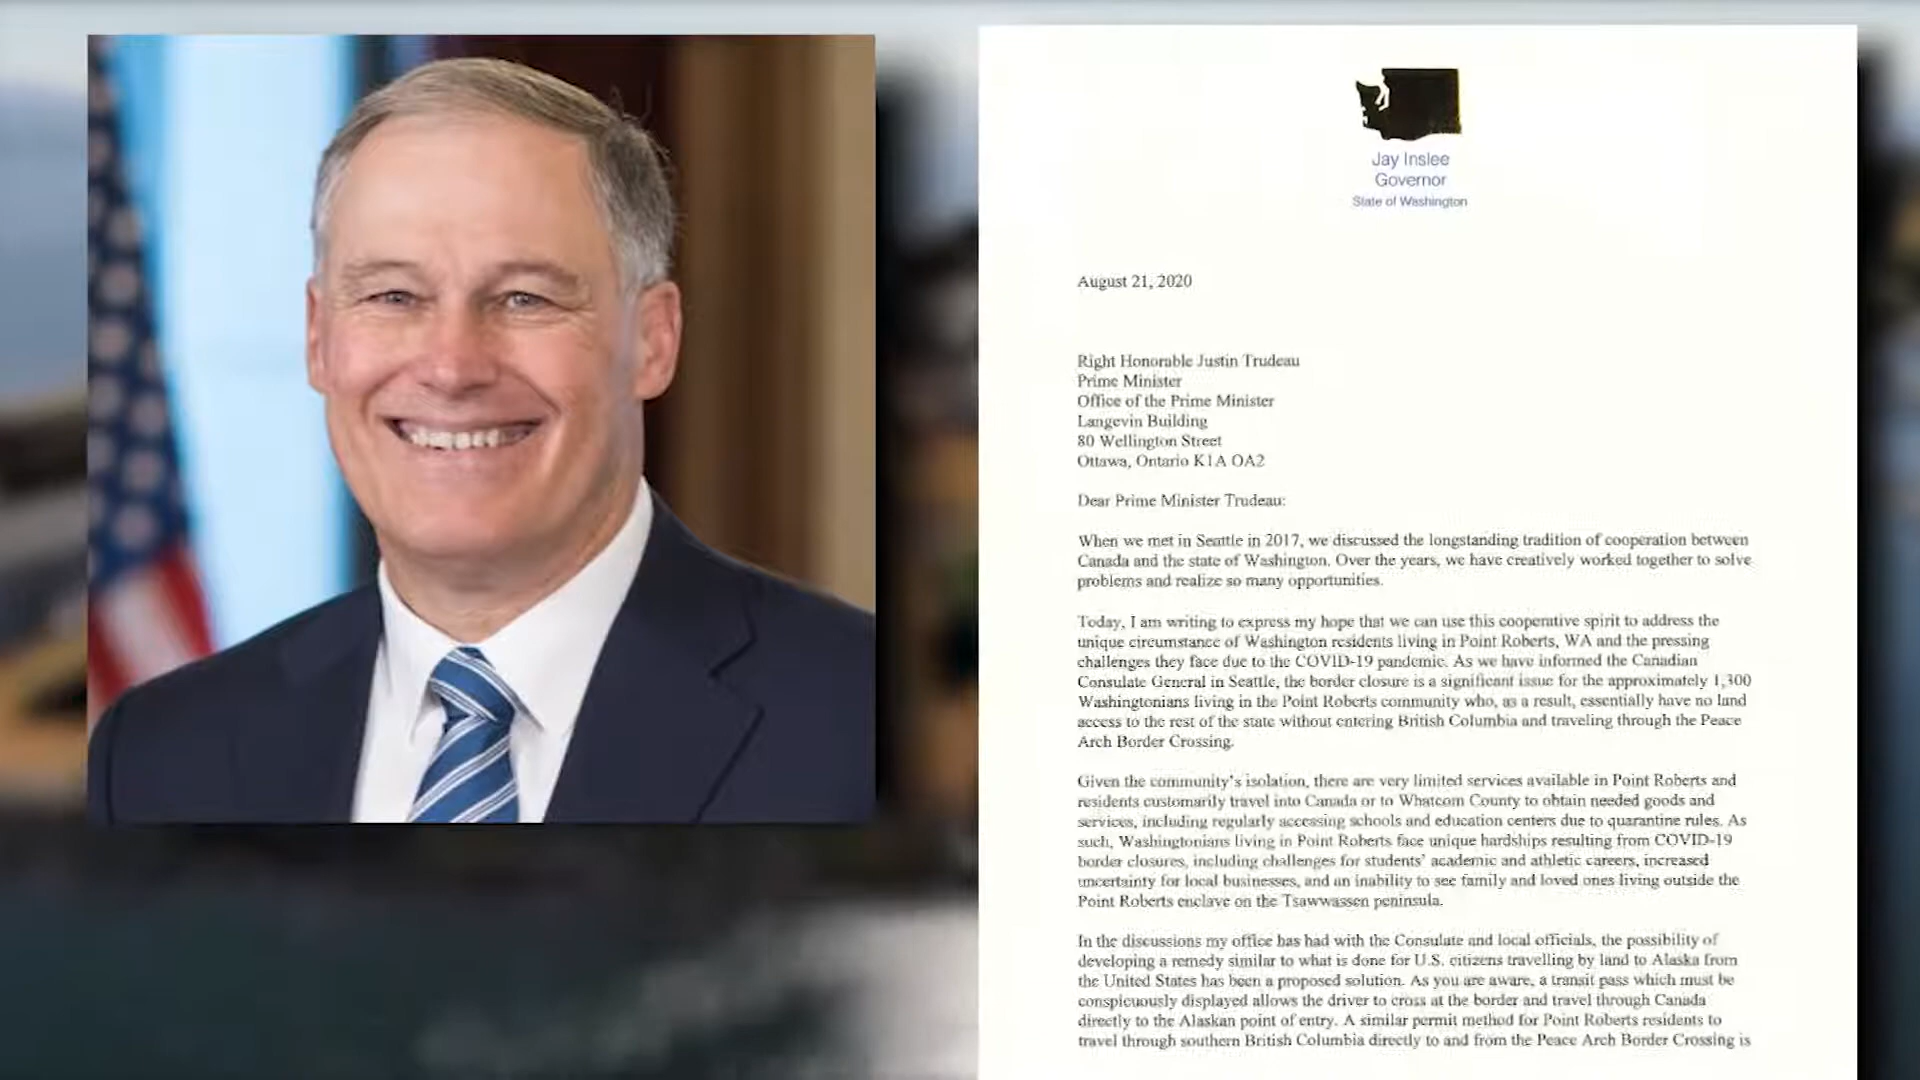 Jay Inslee
Governor
State of Washington
August 21, 2020
Right Honorable Justin Trudeau
Prime Minister
Office of the Prime Minister
Langevin Building
80 Wellington Street
Ottawa, Ontario K1A OA2
Dear Prime Minister Trudeau:
When we met in Seattle in 2017, we discussed the longstanding tradition of cooperation between
Canada and the state of Washington. Over the years, we have creatively worked together to solve
problems and realize so many opportunities.
Today, I am writing to express my hope that we can use this cooperative spirit to address the
unique circumstance of Washington residents living in Point Roberts, WA and the pressing
challenges they face due to the COVID-19 pandemic. As we have informed the Canadian
Consulate General in Seattle, the border closure is a significant issue for the approximately 1,300
Washingtonians living in the Point Roberts community who, as a result, essentially have no land
access to the rest of the state without entering British Columbia and traveling through the Peace
Arch Border Crossing.
Given the community's isolation, there are very limited services available in Point Roberts and
residents customarily travel into Canada or to Whatcom County to obtain needed goods and
services, including regularly accessing schools and education centers due to quarantine rules. As
such, Washingtonians living in Point Roberts face unique hardships resulting from COVID-19
border closures, including challenges for students' academic and athletic careers, increased
uncertainty for local businesses, and an inability to see family and loved ones living outside the
Point Roberts enclave on the Tsawwassen peninsula.
In the discussions my office has had with the Consulate and local officials, the possibility of
developing a remedy similar to what is done for U.S. citizens travelling by land to Alaska from
the United States has been a proposed solution. As you are aware, a transit pass which must be
conspicuously displayed allows the driver to cross at the border and travel through Canada
directly to the Alaskan point of entry. A similar permit method for Point Roberts residents to
travel through southern British Columbia directly to and from the Peace Arch Border Crossing is